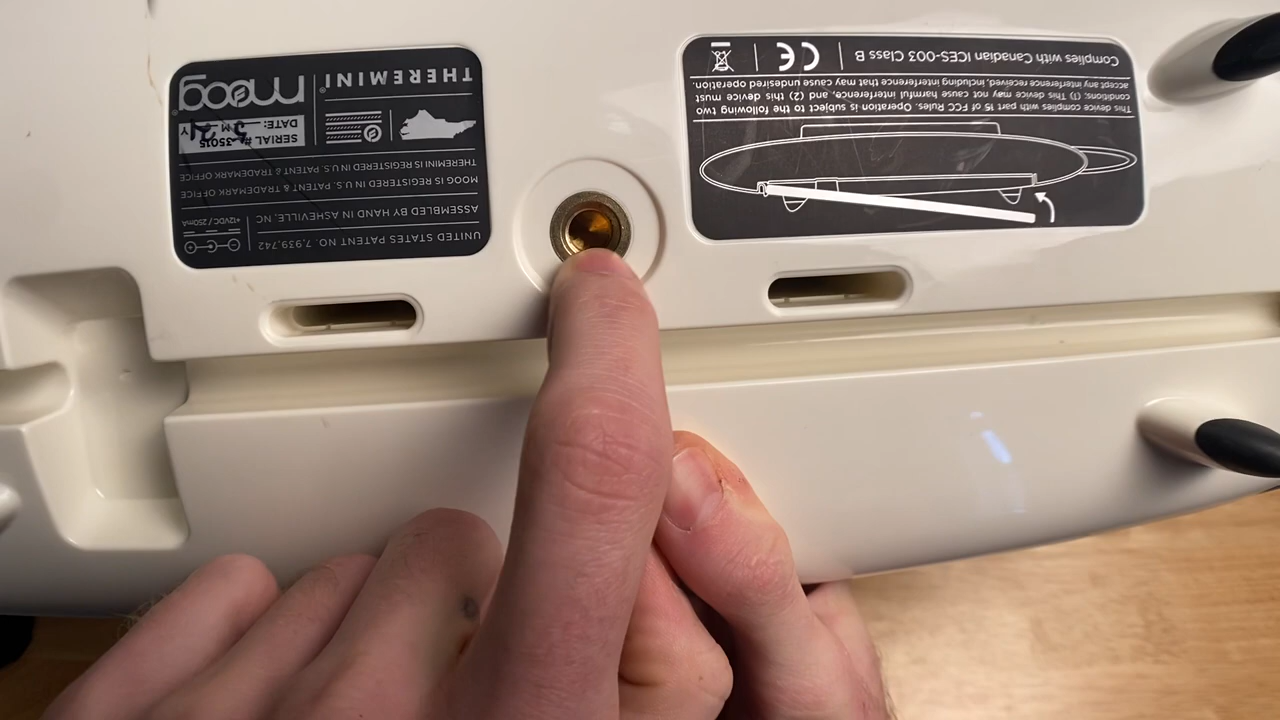 moog®
THEREMINI®
SERIAL #: 35015
DATE:
M
Y
MOOG IS REGISTERED IN U.S. PATENT & TRADEMARK OFFICE
THEREMINI IS REGISTERED IN U.S. PATENT & TRADEMARK OFFICE
UNITED STATES PATENT NO. 7,939,742
ASSEMBLED BY HAND IN ASHEVILLE, NC
+12VDC / 250mA
This device complies with part 15 of FCC Rules. Operation is subject to the following two
conditions; (1) This device may not cause harmful interference, and (2) this device must
accept any interference received, including interference that may cause undesired operation.
Complies with Canadian ICES-003 Class B
CE